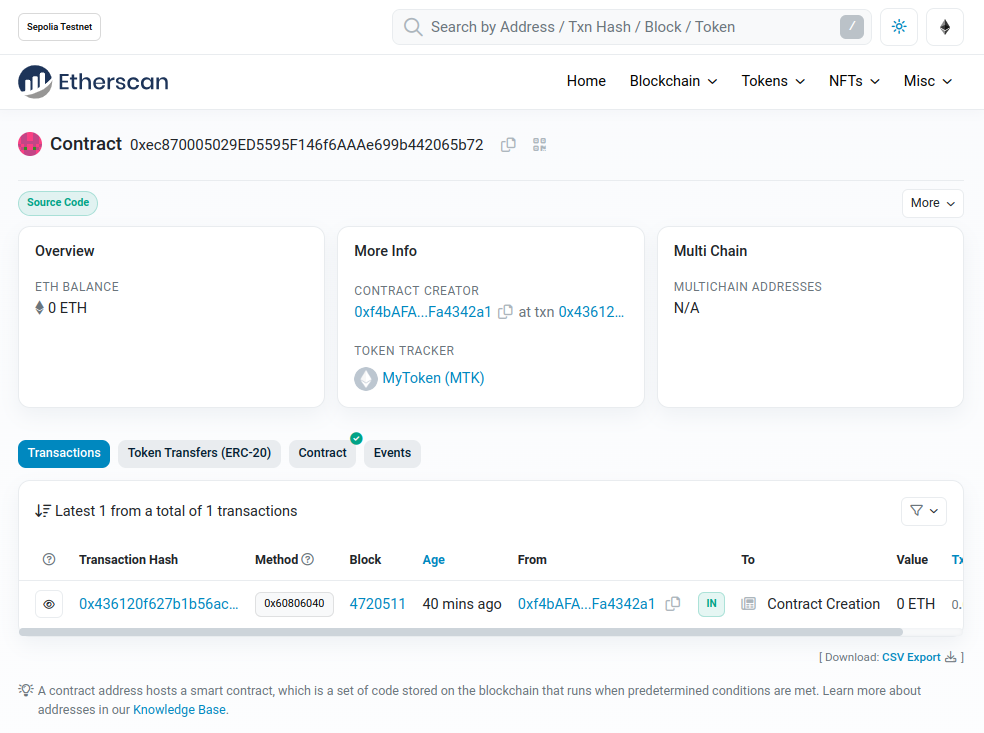 Sepolia Testnet
Search by Address / Txn Hash / Block / Token /
Etherscan
Home Blockchain Tokens NFTs Misc
Contract 0xec870005029ED5595F146f6AAAe699b442065b72
Source Code
More
Overview
ETH BALANCE
0 ETH
More Info
CONTRACT CREATOR
0xf4bAFA...Fa4342a1 at txn 0x43612...
TOKEN TRACKER
MyToken (MTK)
Multi Chain
MULTICHAIN ADDRESSES
N/A
Transactions Token Transfers (ERC-20) Contract Events
Latest 1 from a total of 1 transactions
Transaction Hash Method Block Age From To Value Tx
0x436120f627b1b56ac... 0x60806040 4720511 40 mins ago 0xf4bAFA...Fa4342a1 IN Contract Creation 0 ETH 0.
[ Download: CSV Export ]
A contract address hosts a smart contract, which is a set of code stored on the blockchain that runs when predetermined conditions are met. Learn more about
addresses in our Knowledge Base.